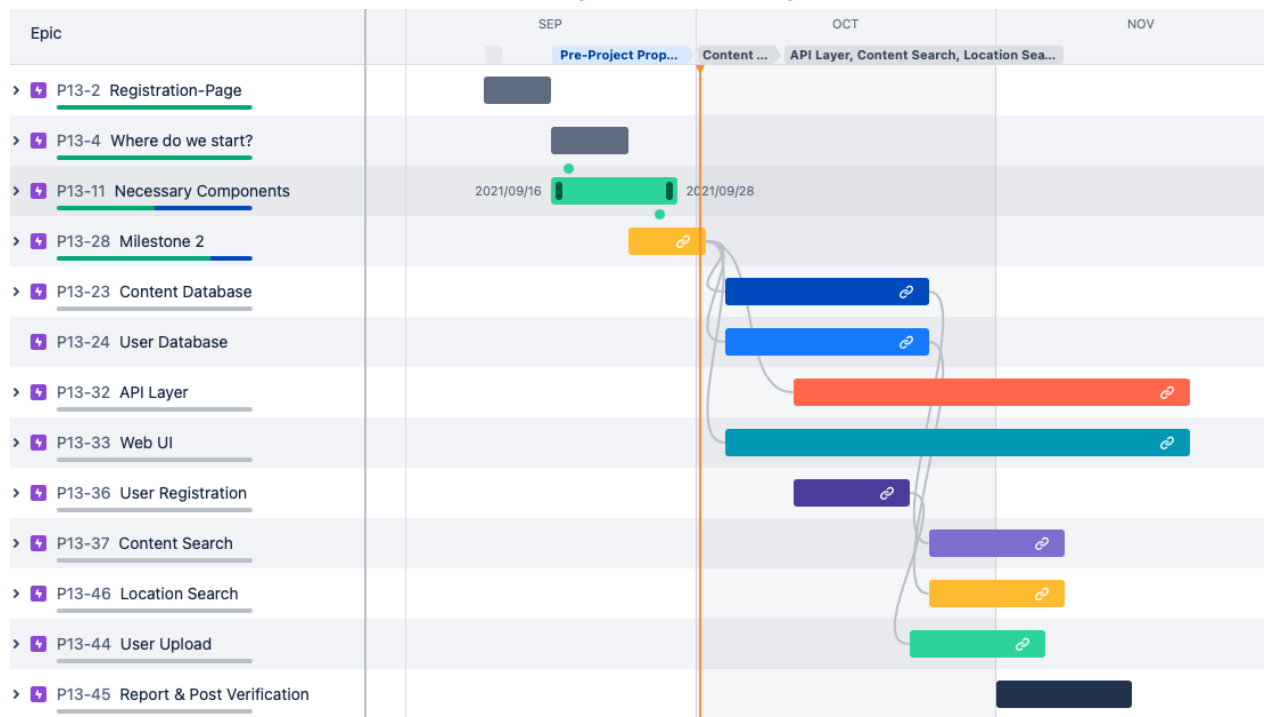 Epic
SEP
OCT
NOV
Pre-Project Prop...
Content ...
API Layer, Content Search, Location Sea...
P13-2 Registration-Page
P13-4 Where do we start?
P13-11 Necessary Components
2021/09/16
2021/09/28
P13-28 Milestone 2
P13-23 Content Database
P13-24 User Database
P13-32 API Layer
P13-33 Web UI
P13-36 User Registration
P13-37 Content Search
P13-46 Location Search
P13-44 User Upload
P13-45 Report & Post Verification